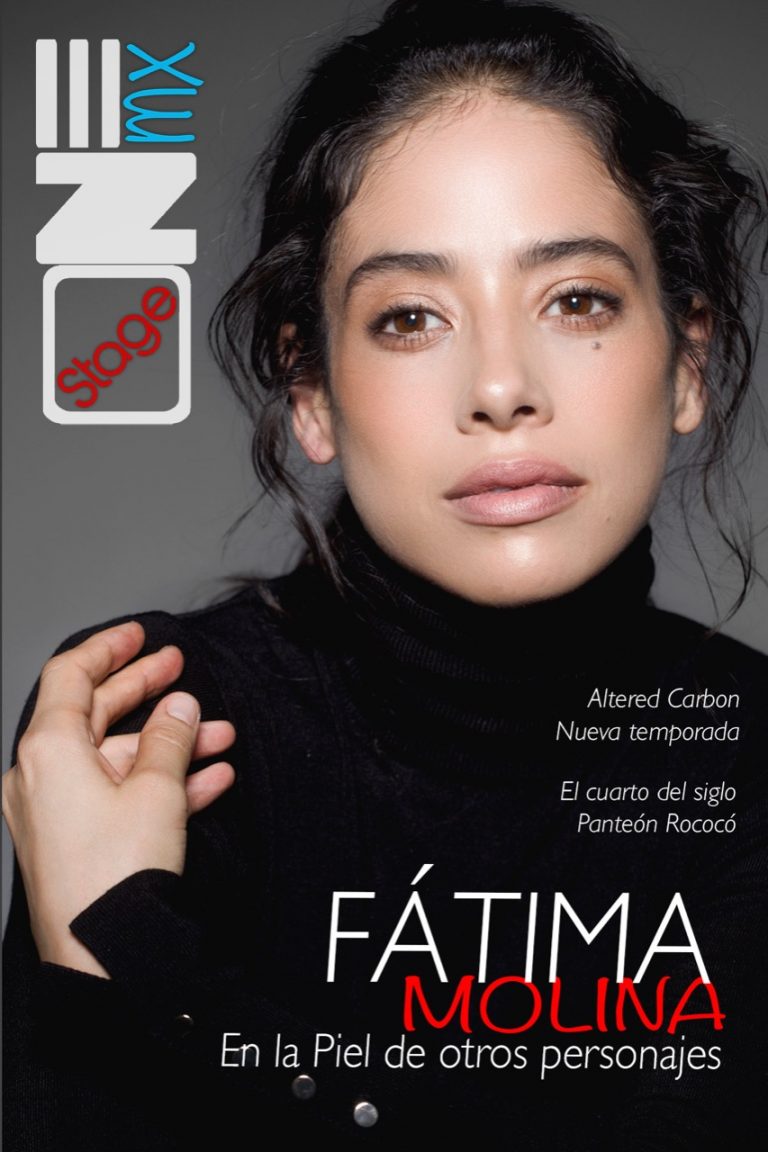 ONE mx
Stage
Altered Carbon
Nueva temporada
El cuarto del siglo
Panteón Rococó
FÁTIMA
MOLINA
En la Piel de otros personajes